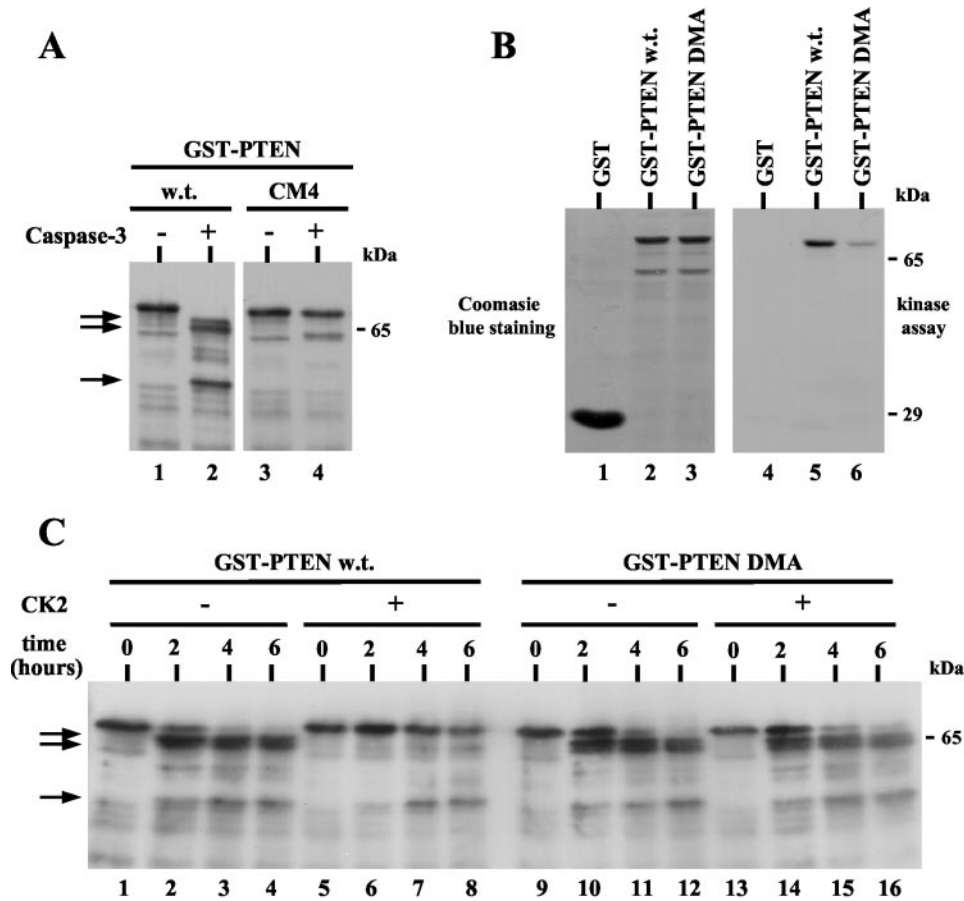 A
GST-PTEN
w.t. CM4
Caspase-3 - + - +
kDa
65
1 2 3 4
B
GST
GST-PTEN w.t.
GST-PTEN DMA
GST
GST-PTEN w.t.
GST-PTEN DMA
kDa
65
Coomasie
blue staining
kinase
assay
29
1 2 3 4 5 6
C
GST-PTEN w.t. GST-PTEN DMA
CK2 - + - +
time
(hours)
0 2 4 6 0 2 4 6 0 2 4 6 0 2 4 6
kDa
65
1 2 3 4 5 6 7 8 9 10 11 12 13 14 15 16